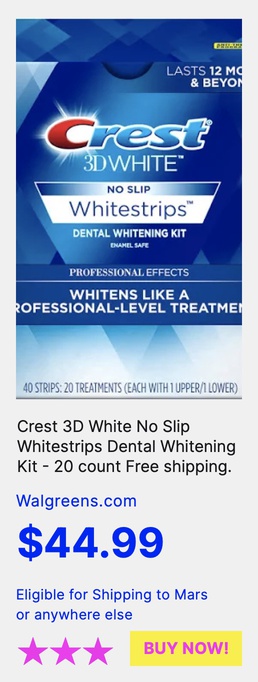 LASTS 12 MO
& BEYON
Crest
3DWHITE™
NO SLIP
Whitestrips™
DENTAL WHITENING KIT
ENAMEL SAFE
PROFESSIONAL EFFECTS
WHITENS LIKE A
ROFESSIONAL-LEVEL TREATMEN
40 STRIPS: 20 TREATMENTS (EACH WITH 1 UPPER/1 LOWER)
Crest 3D White No Slip
Whitestrips Dental Whitening
Kit - 20 count Free shipping.
Walgreens.com
$44.99
Eligible for Shipping to Mars
or anywhere else
BUY NOW!